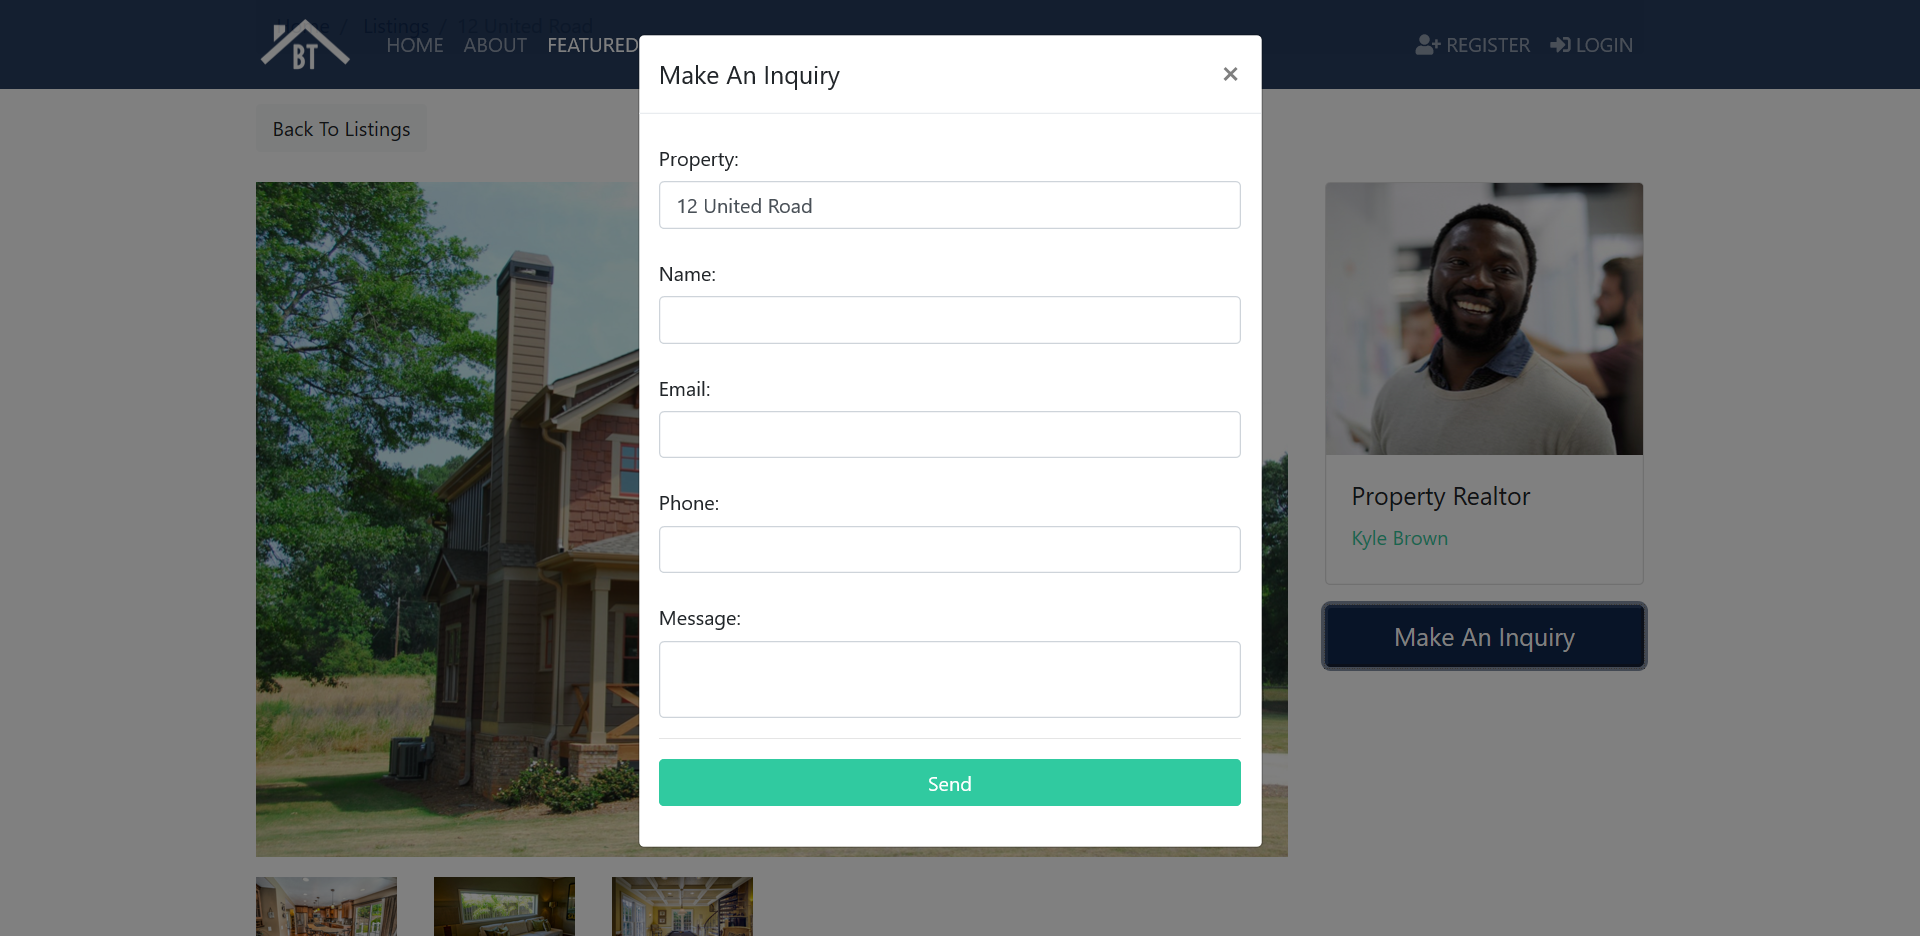 Home / Listings / 12 United Road
BT
HOME ABOUT FEATURED
REGISTER LOGIN
Back To Listings
Make An Inquiry ×
Property:
12 United Road
Name:
Email:
Phone:
Message:
Send
Property Realtor
Kyle Brown
Make An Inquiry